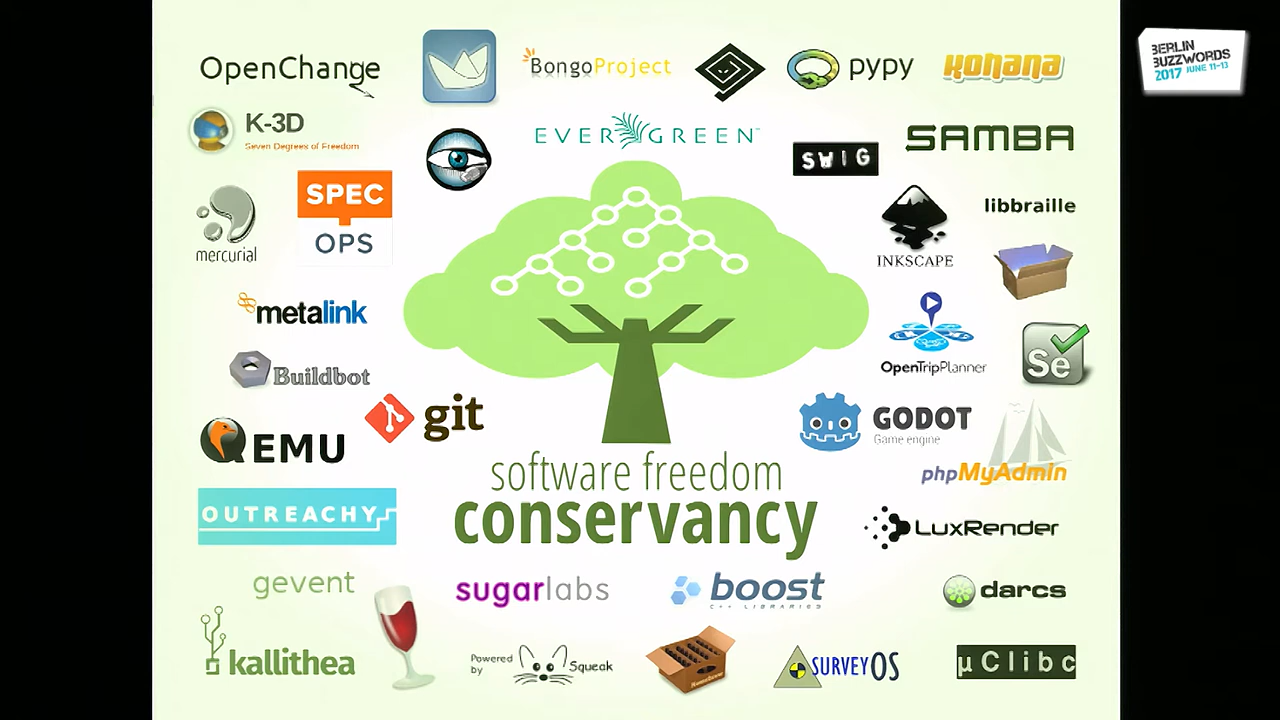 OpenChange
BongoProject
pypy
kohana
BERLIN
BUZZWORDS
2017 JUNE 11-13
K-3D
Seven Degrees of Freedom
EVERGREEN
SWIG
SAMBA
mercurial
SPEC
OPS
INKSCAPE
libbraille
metalink
OpenTripPlanner
Se
Buildbot
git
GODOT
Game engine
QEMU
phpMyAdmin
software freedom
conservancy
OUTREACHY
LuxRender
gevent
sugarlabs
boost
C++ LIBRARIES
darcs
kallithea
Powered
by
Squeak
SURVEYOS
µClibc